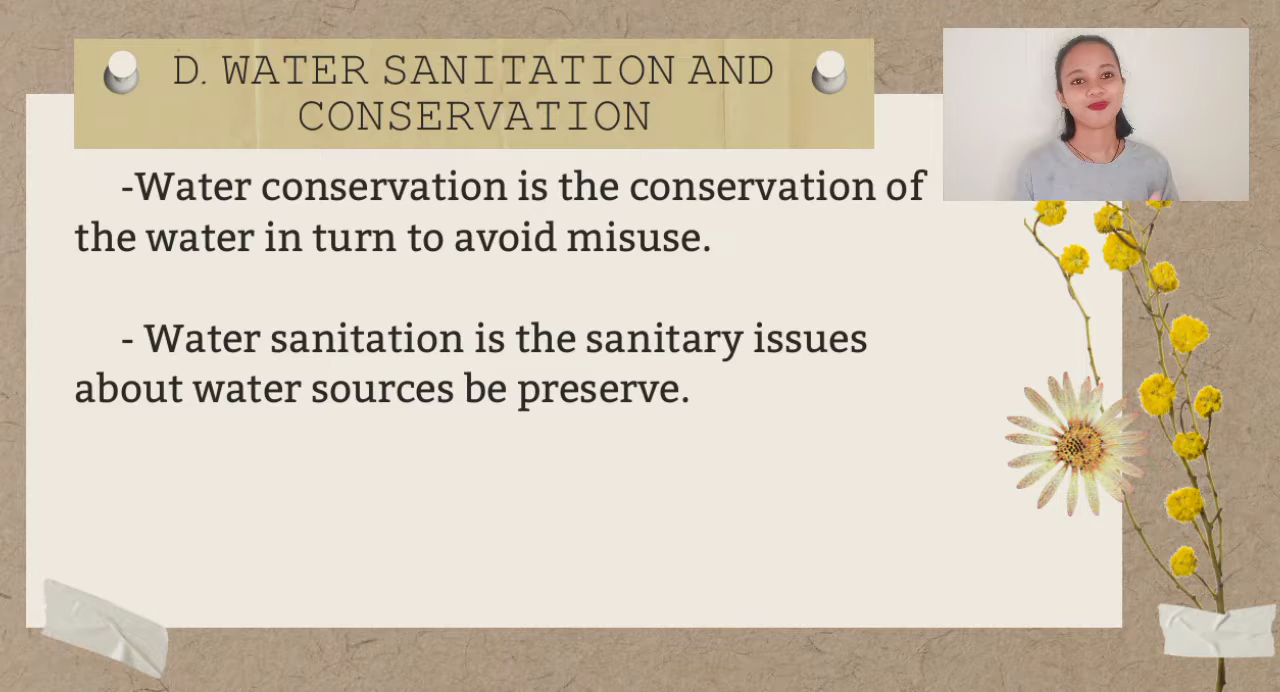 D. WATER SANITATION AND
CONSERVATION
-Water conservation is the conservation of
the water in turn to avoid misuse.
- Water sanitation is the sanitary issues
about water sources be preserve.